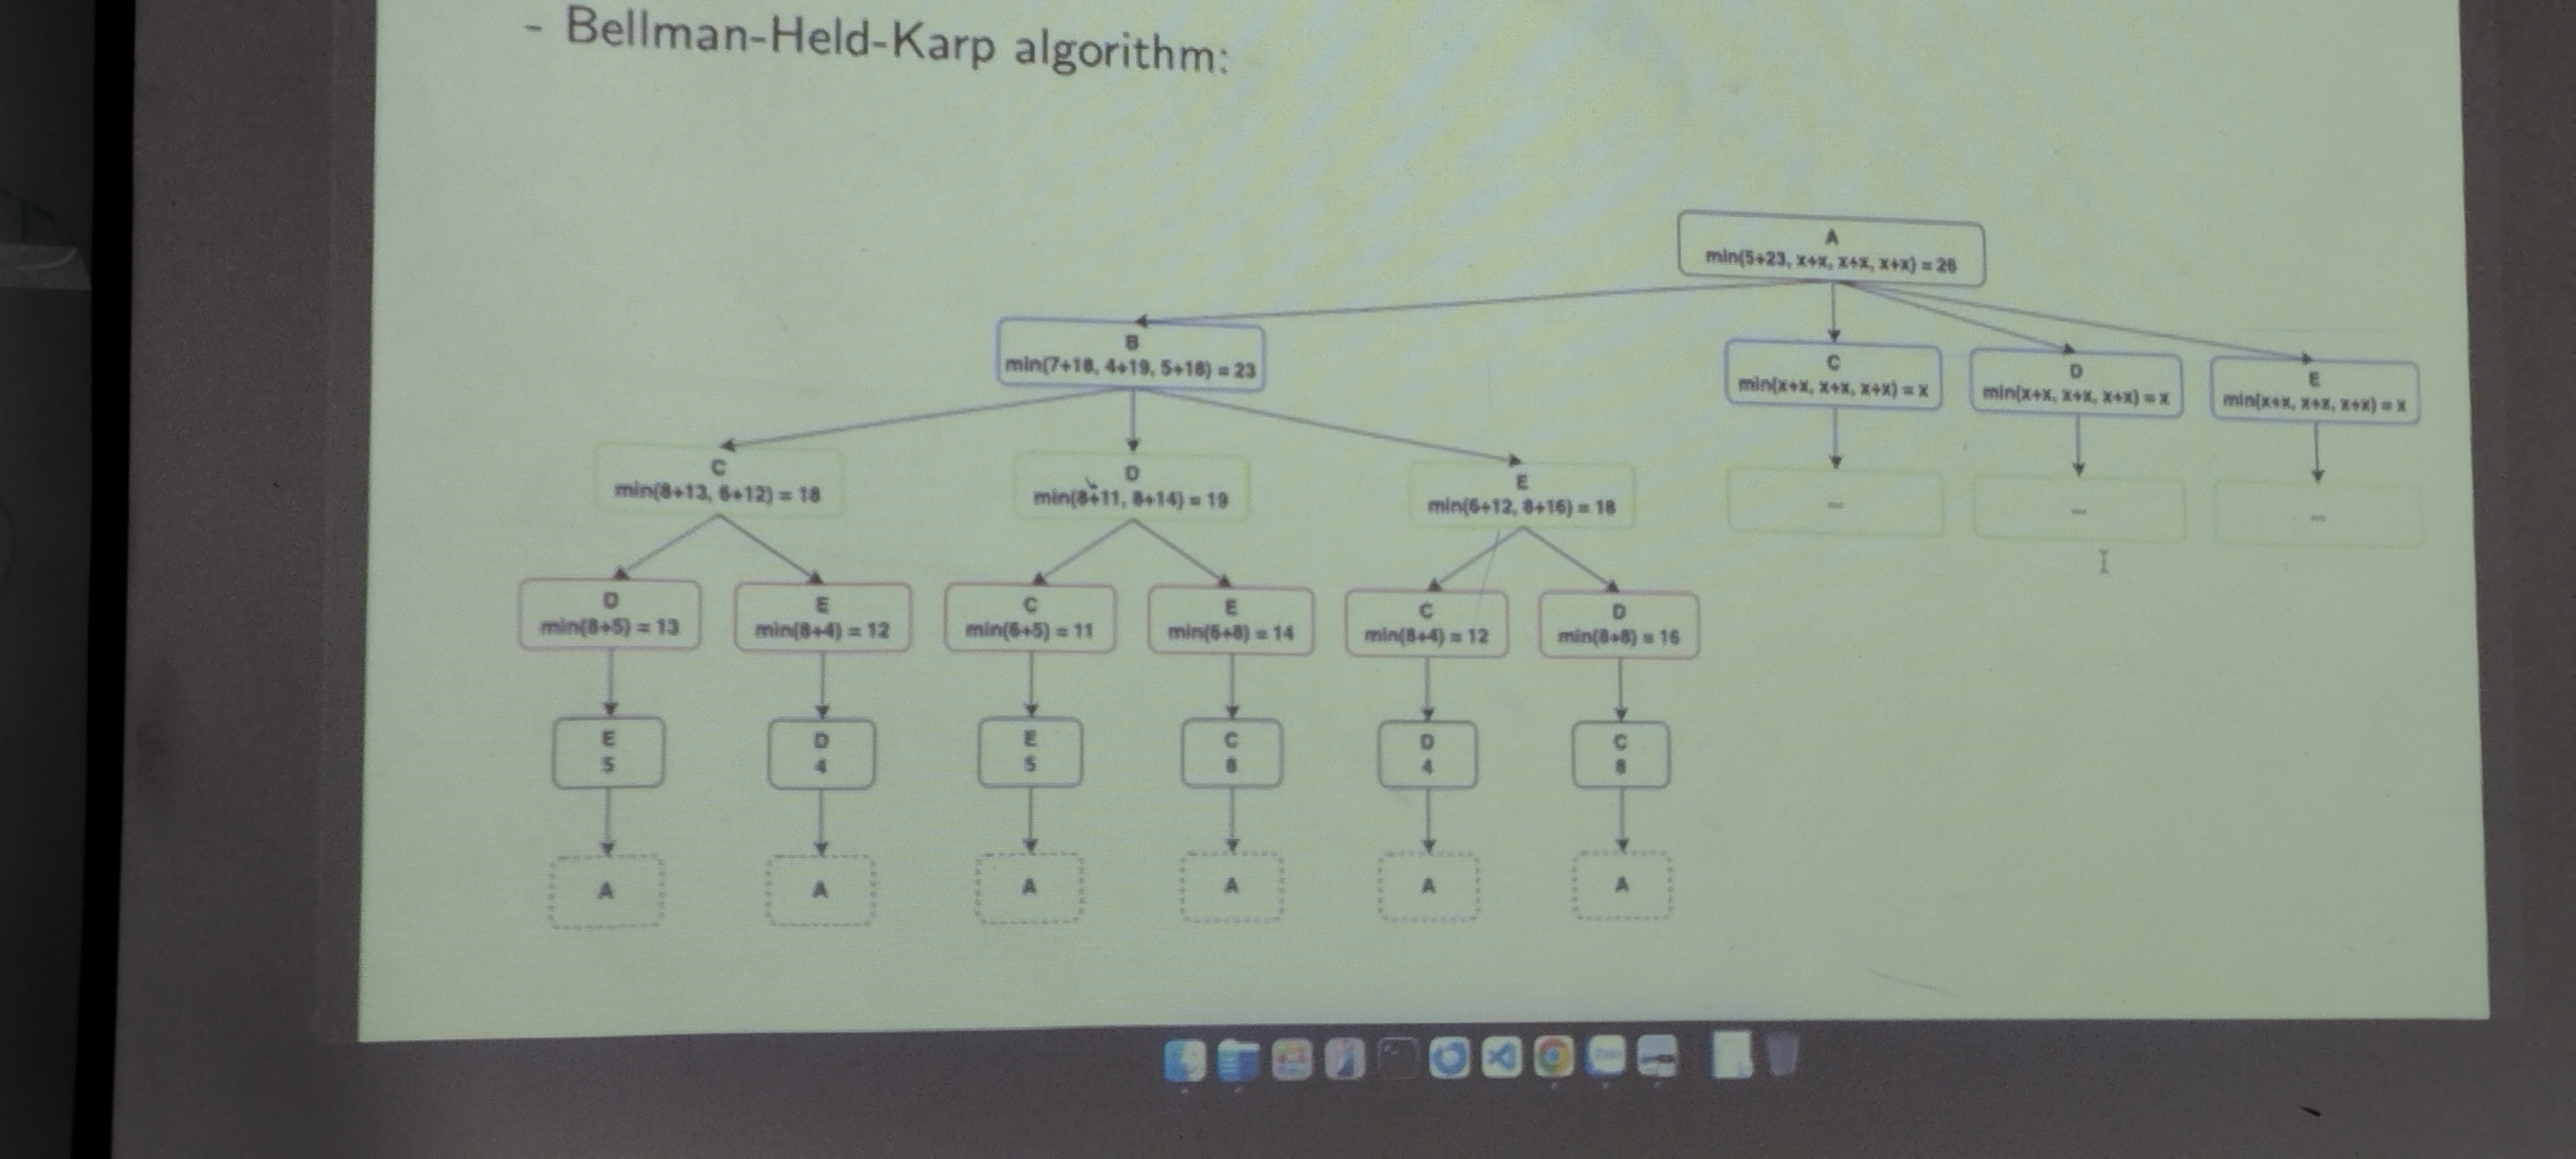 - Bellman-Held-Karp algorithm:
A
min(5+23, x+x, x+x, x+x) = 26
B
min(7+18, 4+19, 5+18) = 23
C
min(x+x, x+x, x+x) = x
D
min(x+x, x+x, x+x) = x
E
min(x+x, x+x, x+x) = x
C
min(8+13, 6+12) = 18
D
min(8+11, 8+14) = 19
E
min(6+12, 8+16) = 18
...
...
...
D
min(8+5) = 13
E
min(8+4) = 12
C
min(6+5) = 11
E
min(6+8) = 14
C
min(8+4) = 12
D
min(8+8) = 16
E
5
D
4
E
5
C
8
D
4
C
8
A
A
A
A
A
A